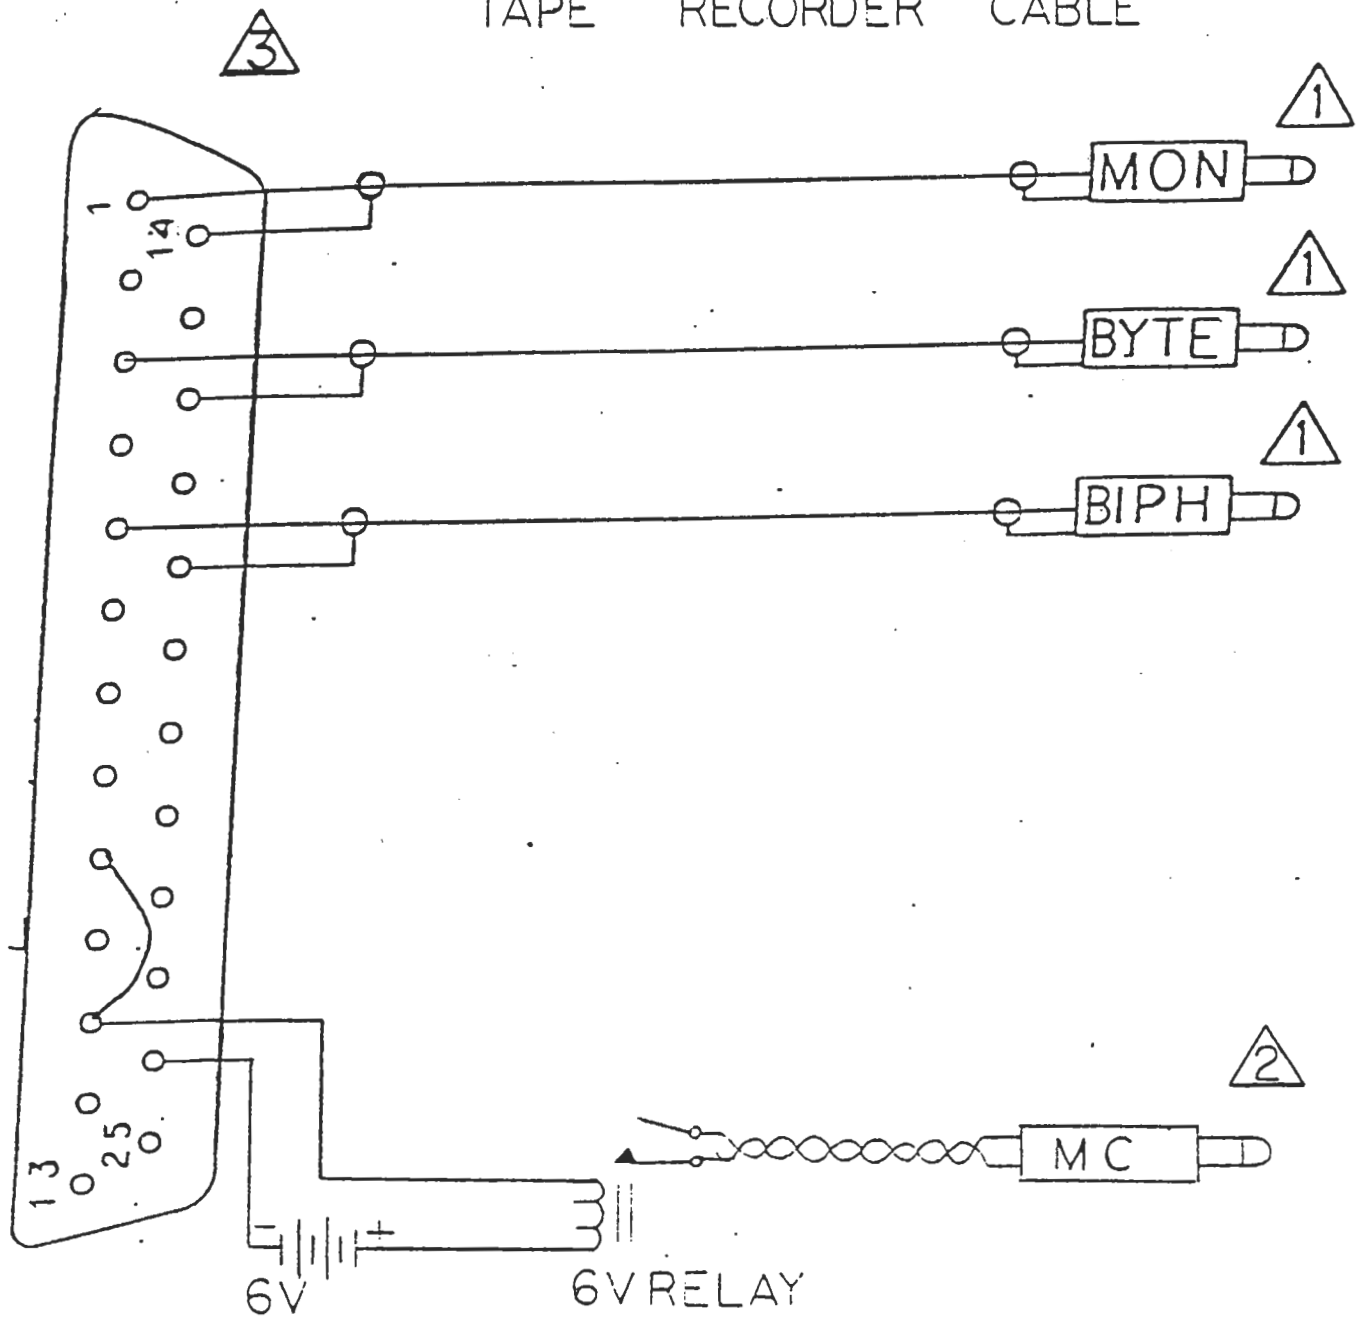 TAPE RECORDER CABLE
3
1
MON
1
14
1
BYTE
1
BIPH
2
MC
25
13
- +
6V
6V RELAY